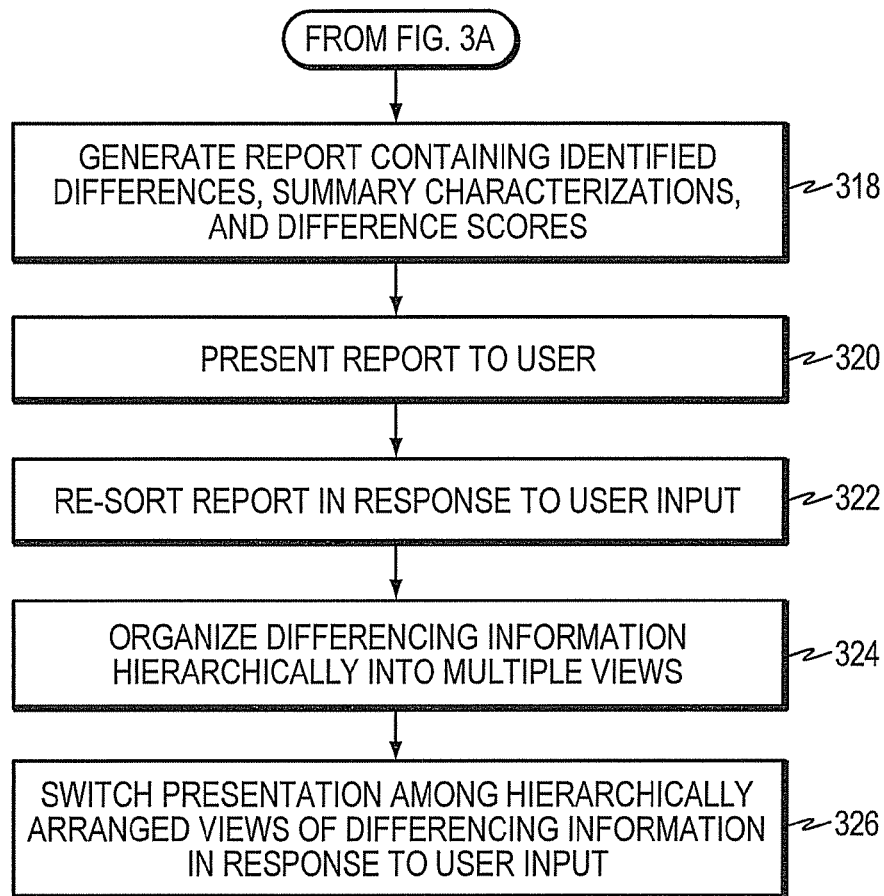 FROM FIG. 3A
GENERATE REPORT CONTAINING IDENTIFIED
DIFFERENCES, SUMMARY CHARACTERIZATIONS,
AND DIFFERENCE SCORES
318
PRESENT REPORT TO USER
320
RE-SORT REPORT IN RESPONSE TO USER INPUT
322
ORGANIZE DIFFERENCING INFORMATION
HIERARCHICALLY INTO MULTIPLE VIEWS
324
SWITCH PRESENTATION AMONG HIERARCHICALLY
ARRANGED VIEWS OF DIFFERENCING INFORMATION
IN RESPONSE TO USER INPUT
326